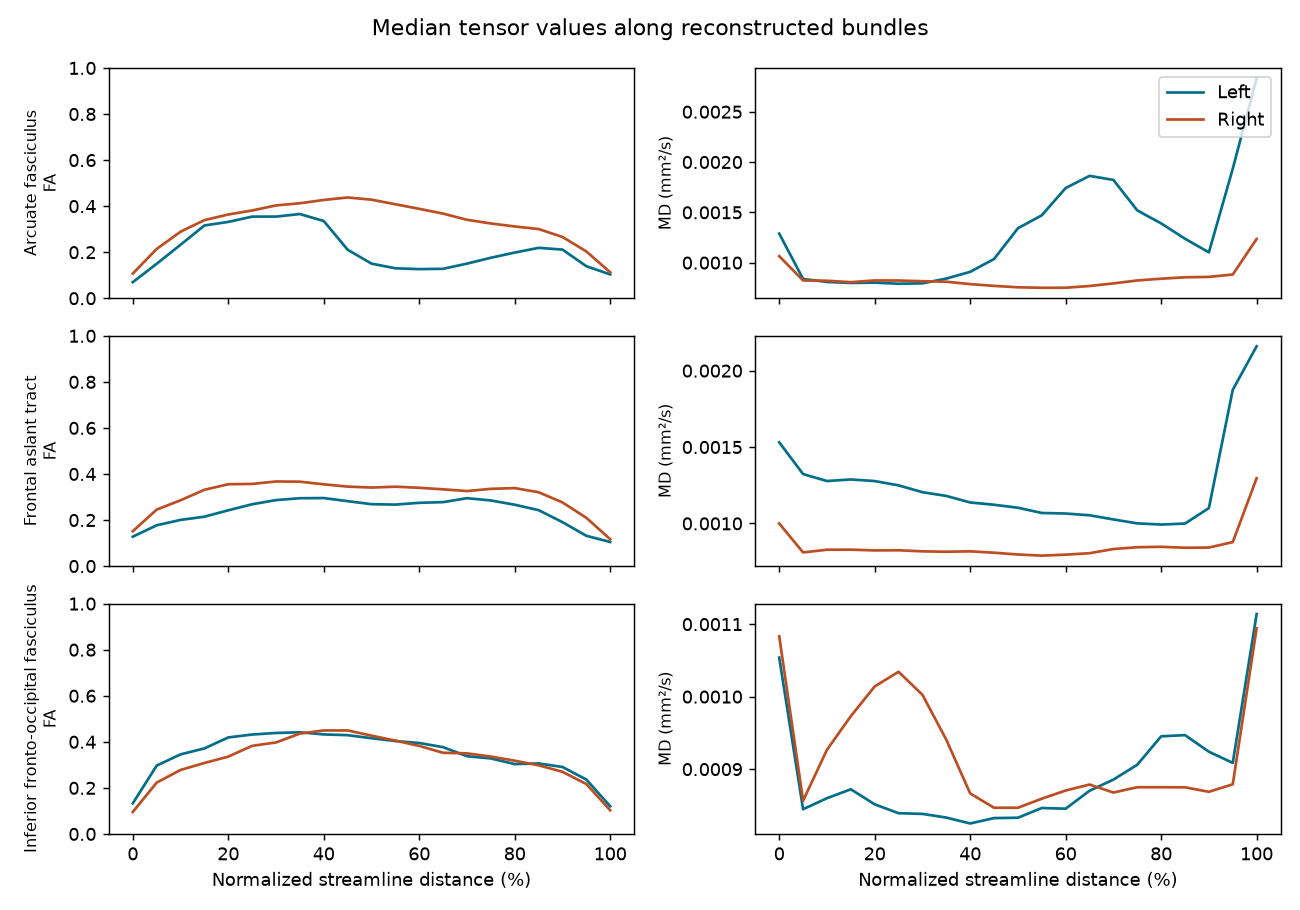 Median tensor values along reconstructed bundles
Arcuate fasciculus
FA
1.0
0.8
0.6
0.4
0.2
0.0
MD (mm²/s)
0.0025
0.0020
0.0015
0.0010
Left
Right
Frontal aslant tract
FA
1.0
0.8
0.6
0.4
0.2
0.0
MD (mm²/s)
0.0020
0.0015
0.0010
Inferior fronto-occipital fasciculus
FA
1.0
0.8
0.6
0.4
0.2
0.0
0 20 40 60 80 100
Normalized streamline distance (%)
MD (mm²/s)
0.0011
0.0010
0.0009
0 20 40 60 80 100
Normalized streamline distance (%)